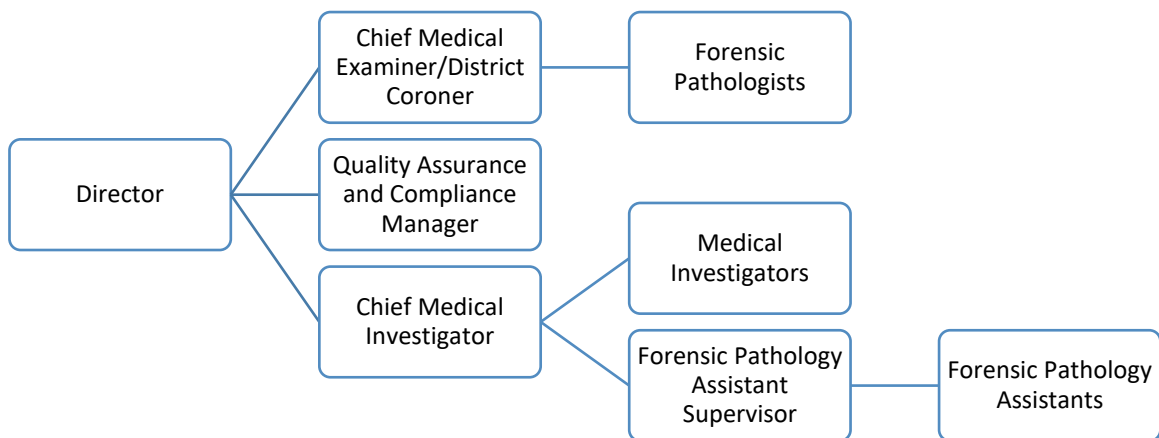 Director
Chief Medical
Examiner/District
Coroner
Forensic
Pathologists
Quality Assurance
and Compliance
Manager
Chief Medical
Investigator
Medical
Investigators
Forensic Pathology
Assistant
Supervisor
Forensic Pathology
Assistants